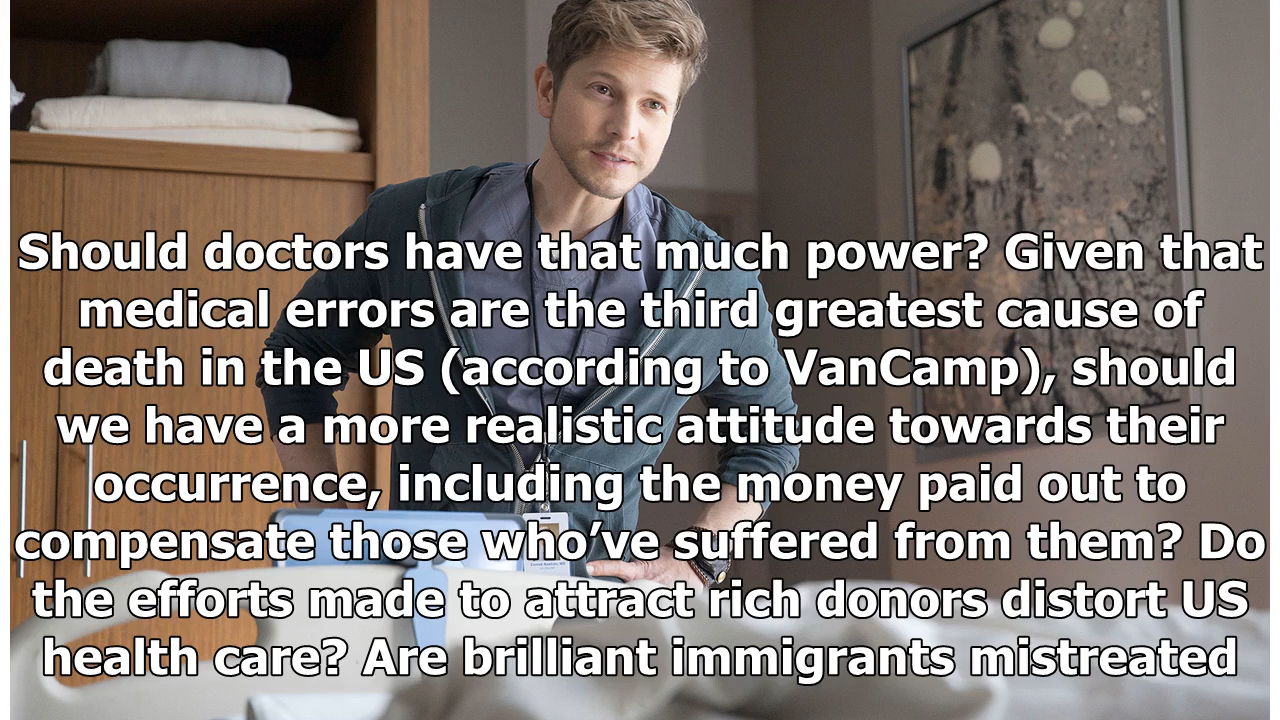 Should doctors have that much power? Given that
medical errors are the third greatest cause of
death in the US (according to VanCamp), should
we have a more realistic attitude towards their
occurrence, including the money paid out to
compensate those who’ve suffered from them? Do
the efforts made to attract rich donors distort US
health care? Are brilliant immigrants mistreated